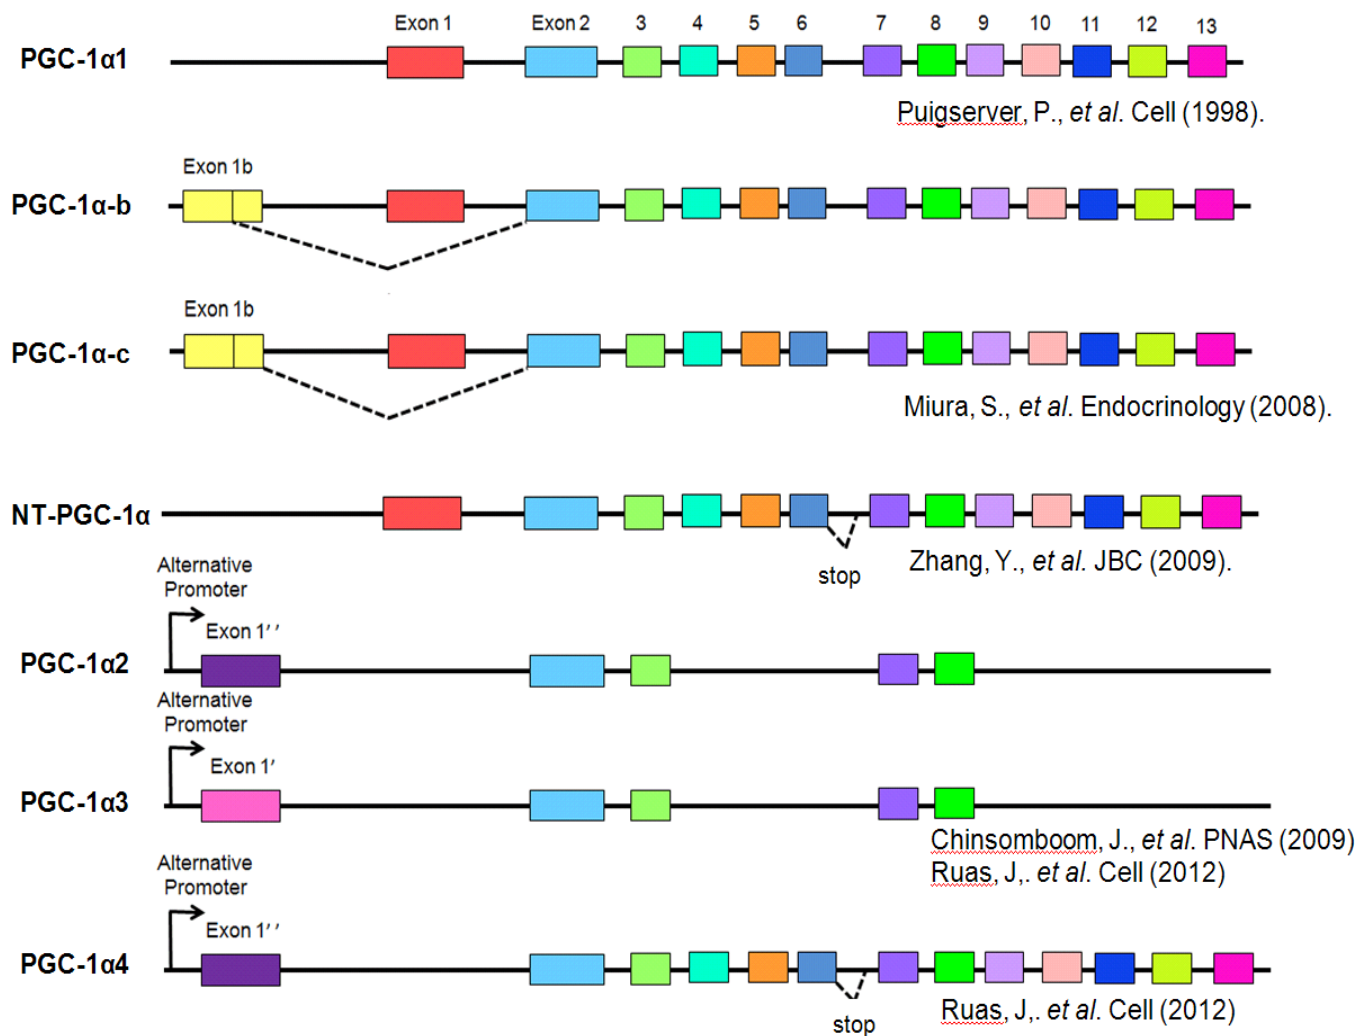 Exon 1 Exon 2 3 4 5 6 7 8 9 10 11 12 13
PGC-1α1
Puigserver, P., et al. Cell (1998).
Exon 1b
PGC-1α-b
Exon 1b
PGC-1α-c
Miura, S., et al. Endocrinology (2008).
NT-PGC-1α
stop
Zhang, Y., et al. JBC (2009).
Alternative
Promoter
Exon 1′′
PGC-1α2
Alternative
Promoter
Exon 1′
PGC-1α3
Chinsomboom, J., et al. PNAS (2009)
Ruas, J,. et al. Cell (2012)
Alternative
Promoter
Exon 1′′
PGC-1α4
stop
Ruas, J,. et al. Cell (2012)